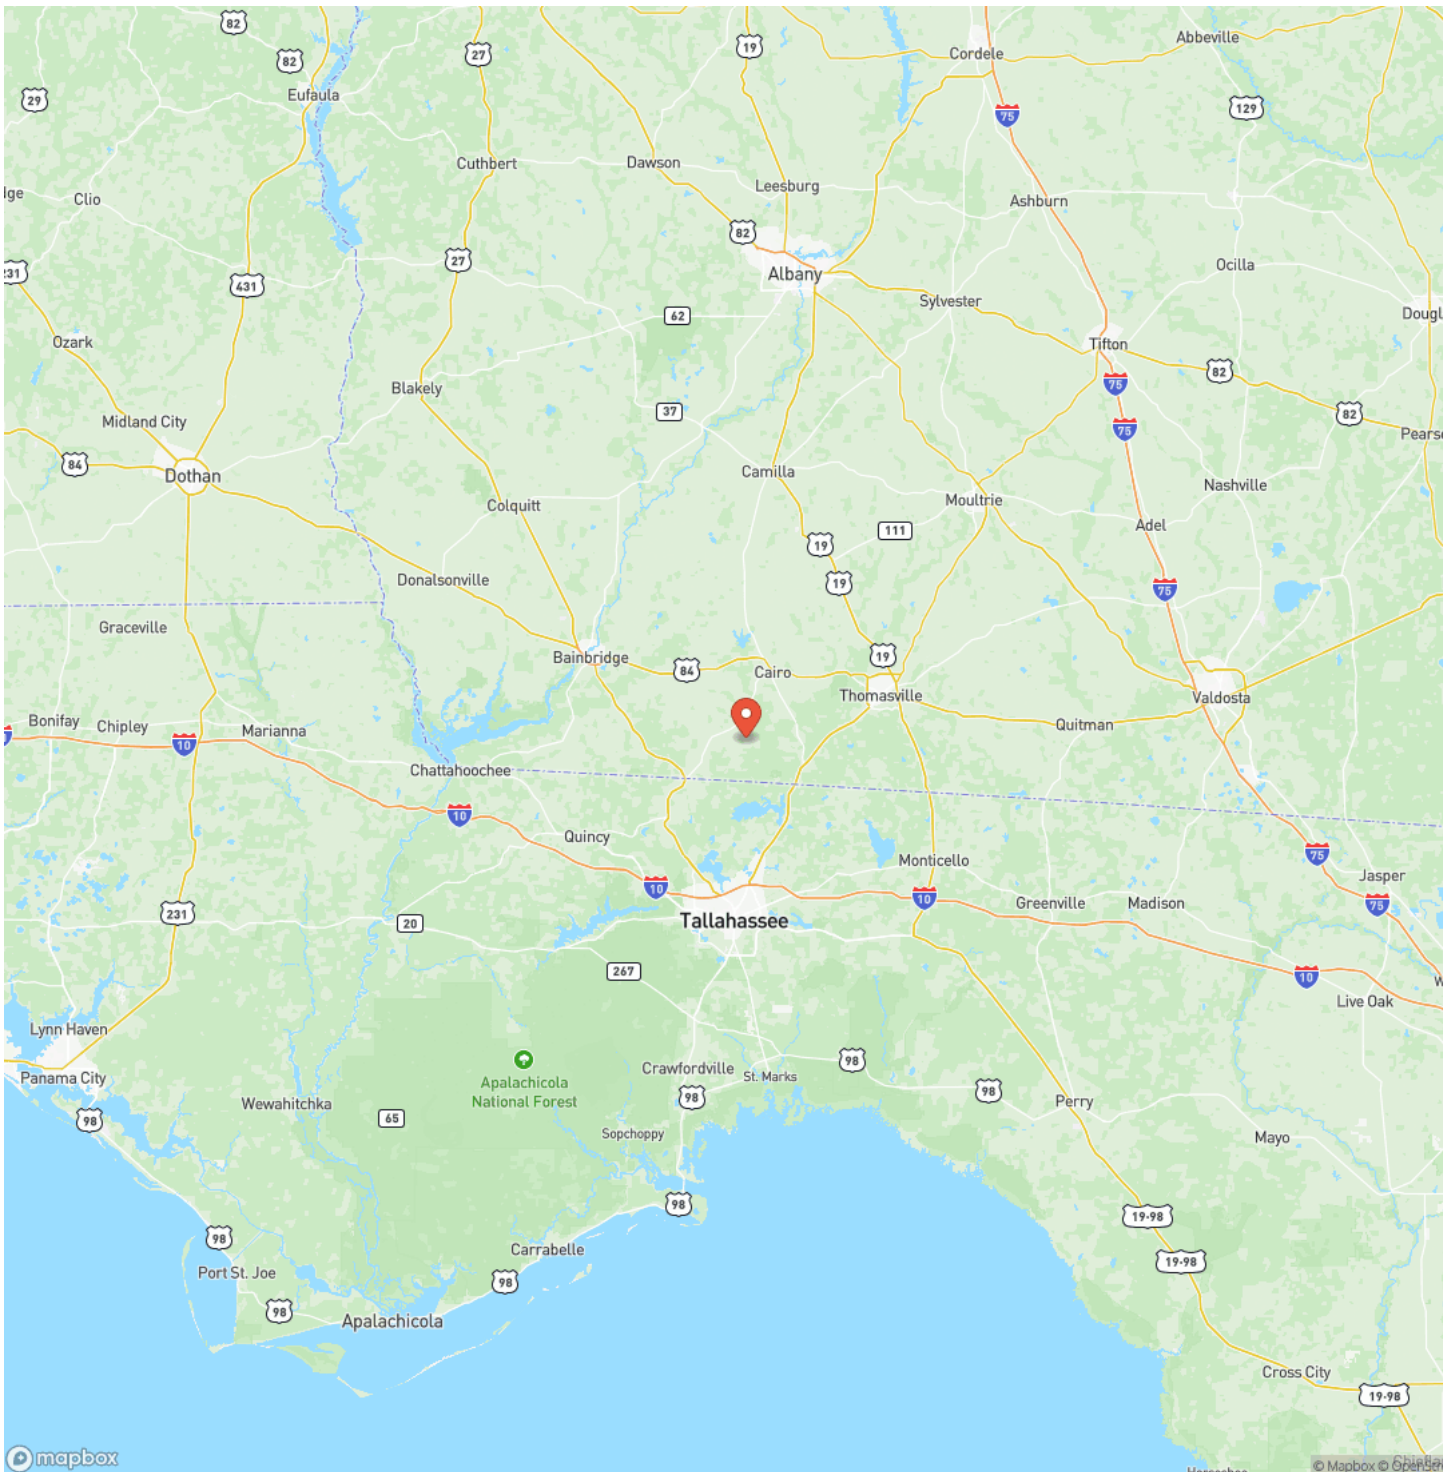 82
19
Cordele
Abbeville
82
27
29
Eufaula
75
129
Cuthbert
Dawson
Leesburg
Clio
Ashburn
82
27
Albany
Ocilla
231
431
Sylvester
62
Dougl
Ozark
Tifton
82
75
Blakely
37
82
Midland City
75
Pears
84
Camilla
Dothan
Nashville
Moultrie
Colquitt
Adel
111
19
Donalsonville
19
75
Graceville
Bainbridge
19
84
Cairo
Thomasville
Valdosta
Bonifay
Chipley
Marianna
Quitman
10
Chattahoochee
10
Quincy
Monticello
75
Jasper
10
10
Greenville
Madison
75
231
20
Tallahassee
267
10
Live Oak
Lynn Haven
98
Crawfordville
St. Marks
Panama City
Apalachicola
National Forest
98
98
Wewahitchka
65
Perry
98
Sopchoppy
Mayo
98
19-98
98
Carrabelle
19-98
Port St. Joe
98
98
Apalachicola
Cross City
19-98
mapbox
© Mapbox © OpenStr